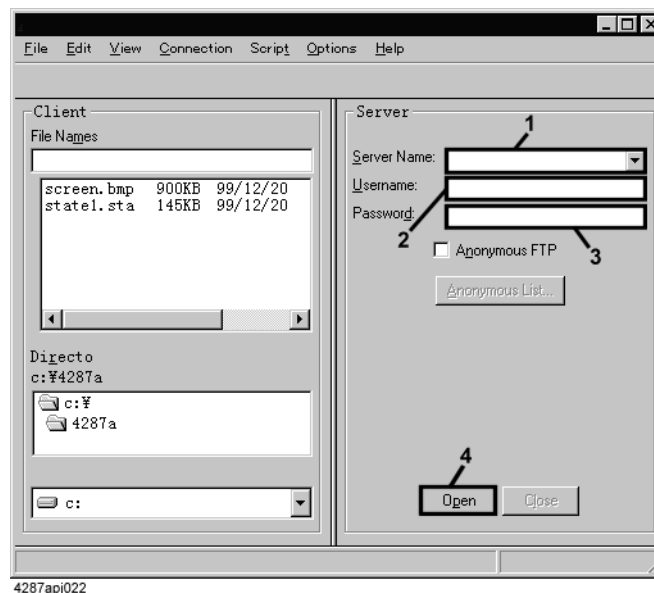 File Edit View Connection Script Options Help
Client
File Names
screen.bmp 900KB 99/12/20
state1.sta 145KB 99/12/20
Directo
c:¥4287a
c:¥
4287a
c:
Server
1
Server Name:
Username:
Password:
2
3
Anonymous FTP
Anonymous List...
4
Open Close
4287apj022